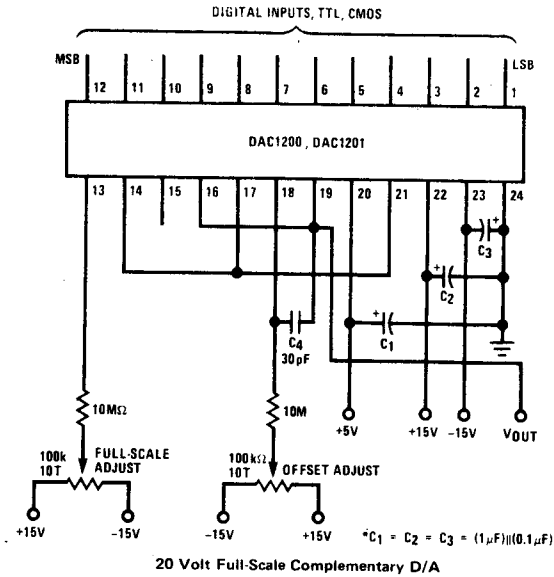 DIGITAL INPUTS, TTL, CMOS
MSB LSB
12 11 10 9 8 7 6 5 4 3 2 1
DAC1200, DAC1201
13 14 15 16 17 18 19 20 21 22 23 24
+
C3
+
C2
+
C1
C4
30pF
10MΩ
10M
+5V +15V -15V VOUT
100k
10T
FULL-SCALE
ADJUST
100kΩ
10T
OFFSET ADJUST
+15V -15V -15V +15V
*C1 = C2 = C3 = (1μF)||(0.1μF)
20 Volt Full-Scale Complementary D/A